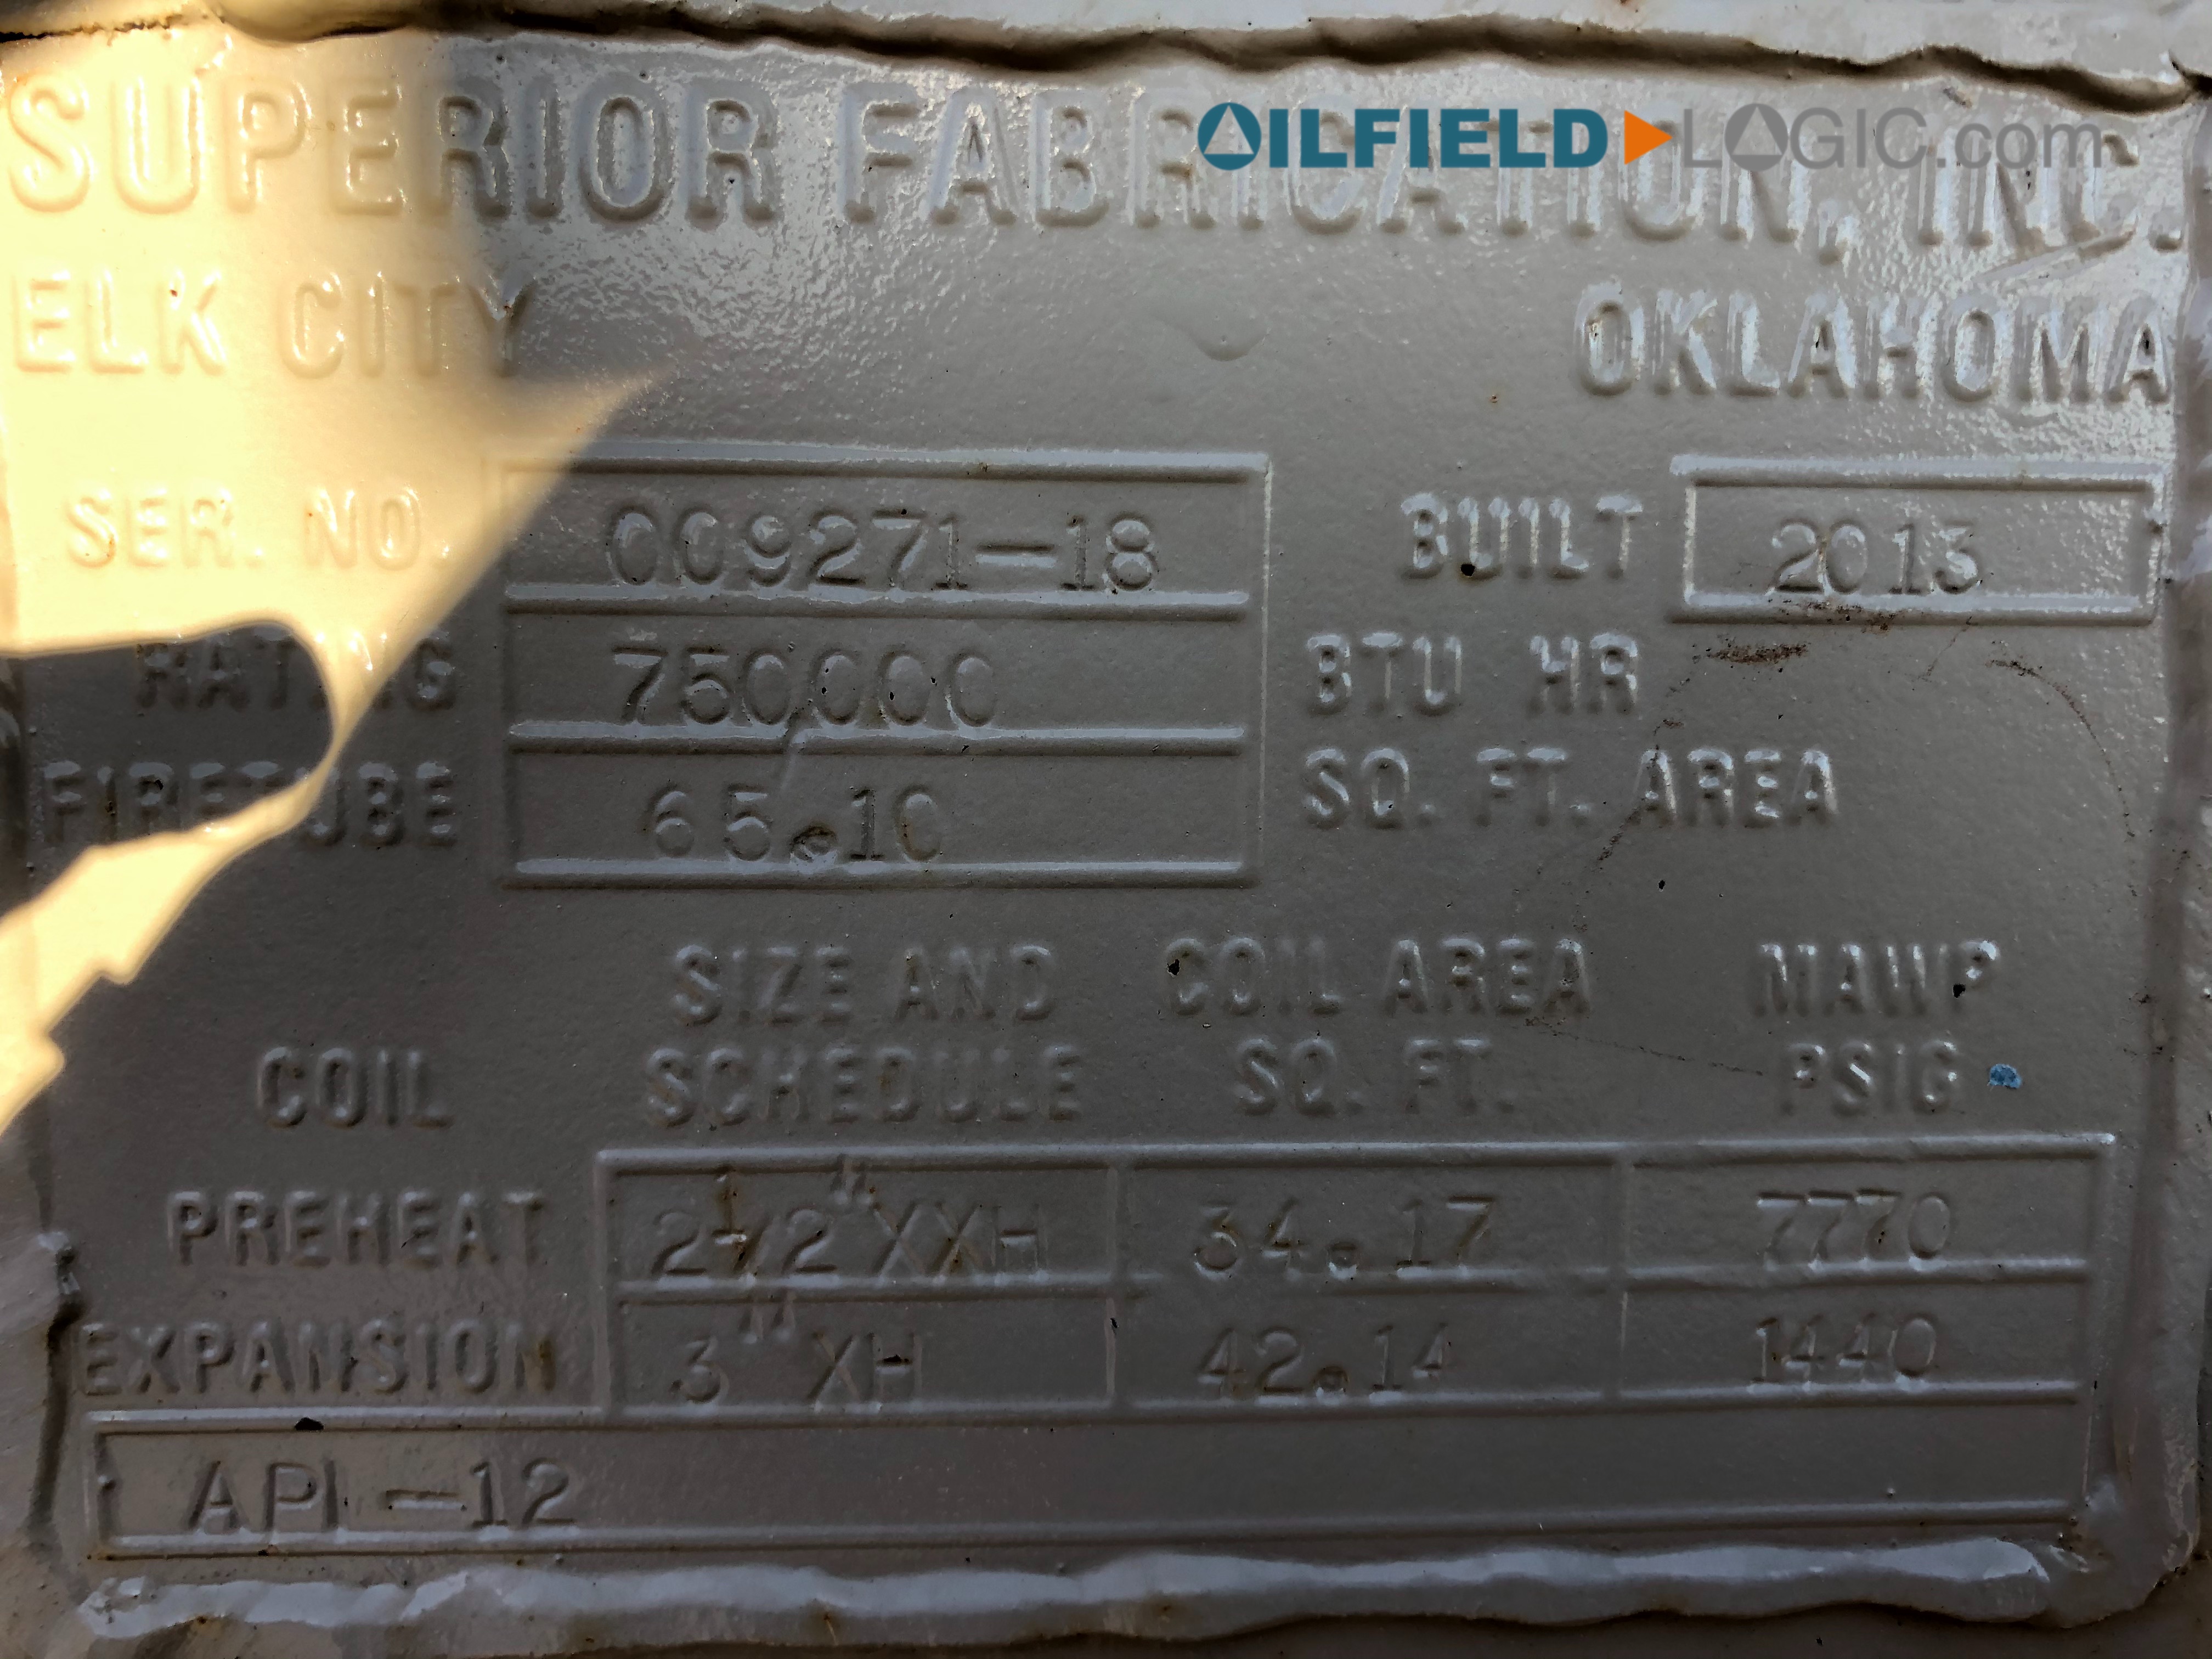 OILFIELD LOGIC.com
SUPERIOR FABRICATION, INC.
ELK CITY OKLAHOMA
SER. NO. 009271-18 BUILT 2013
RATING 750000 BTU HR
FIRETUBE 65.10 SQ. FT. AREA
SIZE AND COIL AREA MAWP
COIL SCHEDULE SQ. FT. PSIG
PREHEAT 2 1/2" XXH 34.17 7770
EXPANSION 3" XH 42.14 1440
API-12